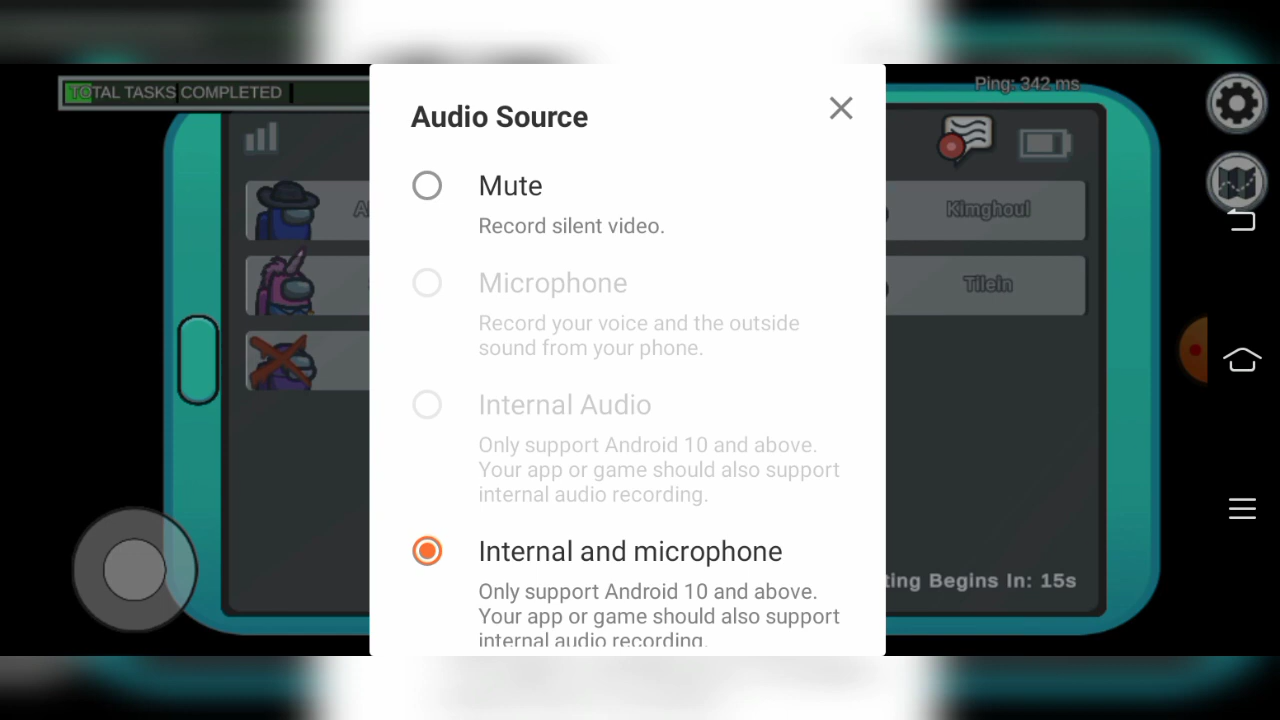 TOTAL TASKS COMPLETED
Ping: 342 ms
Audio Source
Mute
Record silent video.
Kimghoul
Microphone
Record your voice and the outside
sound from your phone.
Tilein
Internal Audio
Only support Android 10 and above.
Your app or game should also support
internal audio recording.
Internal and microphone
ting Begins In: 15s
Only support Android 10 and above.
Your app or game should also support
internal audio recording.